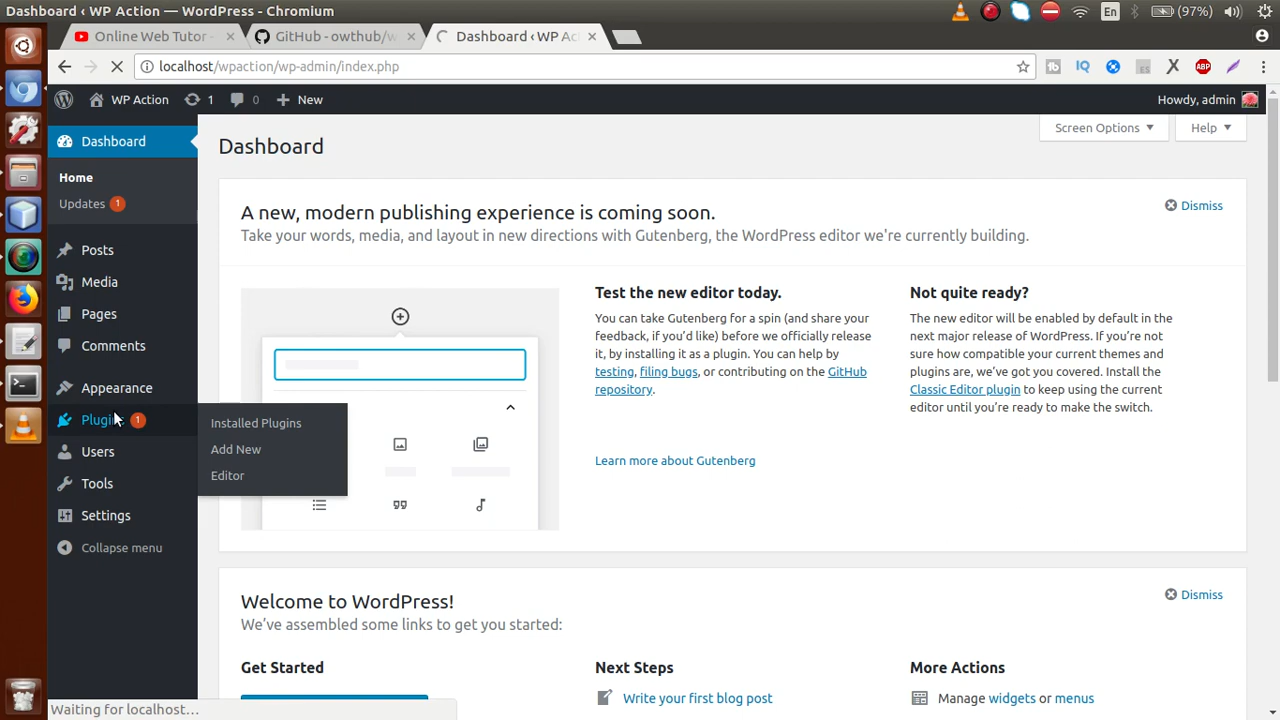 Dashboard ‹ WP Action — WordPress - Chromium
En
(97%)
Online Web Tutor -
GitHub - owthub/w
Dashboard ‹ WP Ac
localhost/wpaction/wp-admin/index.php
IQ
ABP
WP Action
1
0
New
Howdy, admin
Dashboard
Home
Updates 1
Posts
Media
Pages
Comments
Appearance
Plugins 1
Users
Tools
Settings
Collapse menu
Installed Plugins
Add New
Editor
Screen Options
Help
Dashboard
A new, modern publishing experience is coming soon.
Dismiss
Take your words, media, and layout in new directions with Gutenberg, the WordPress editor we're currently building.
Test the new editor today.
You can take Gutenberg for a spin (and share your
feedback, if you'd like) before we officially release
it, by installing it as a plugin. You can help by
testing, filing bugs, or contributing on the GitHub
repository.
Learn more about Gutenberg
Not quite ready?
The new editor will be enabled by default in the
next major release of WordPress. If you're not
sure how compatible your current themes and
plugins are, we've got you covered. Install the
Classic Editor plugin to keep using the current
editor until you're ready to make the switch.
Welcome to WordPress!
Dismiss
We've assembled some links to get you started:
Get Started
Next Steps
Write your first blog post
More Actions
Manage widgets or menus
Waiting for localhost…